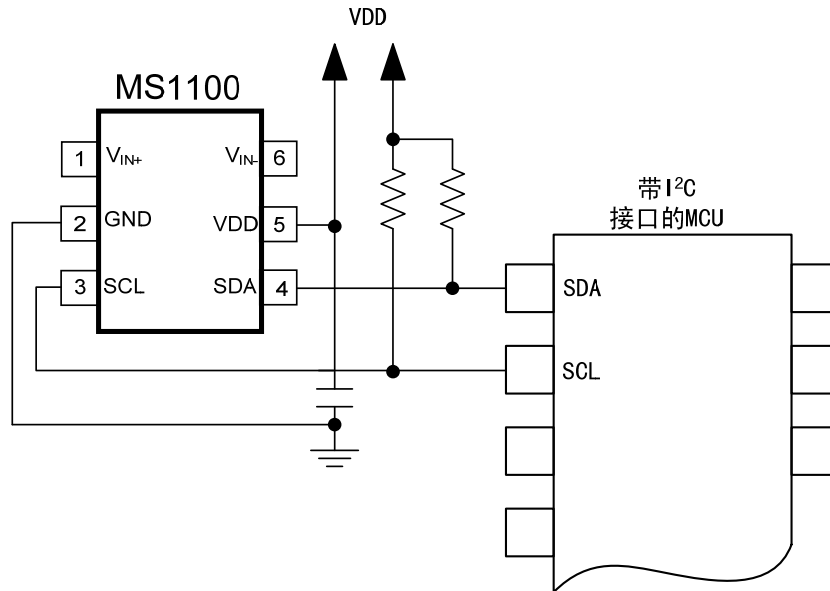 VDD
MS1100
1 VIN+ VIN- 6
2 GND VDD 5
3 SCL SDA 4
带I²C
接口的MCU
SDA
SCL